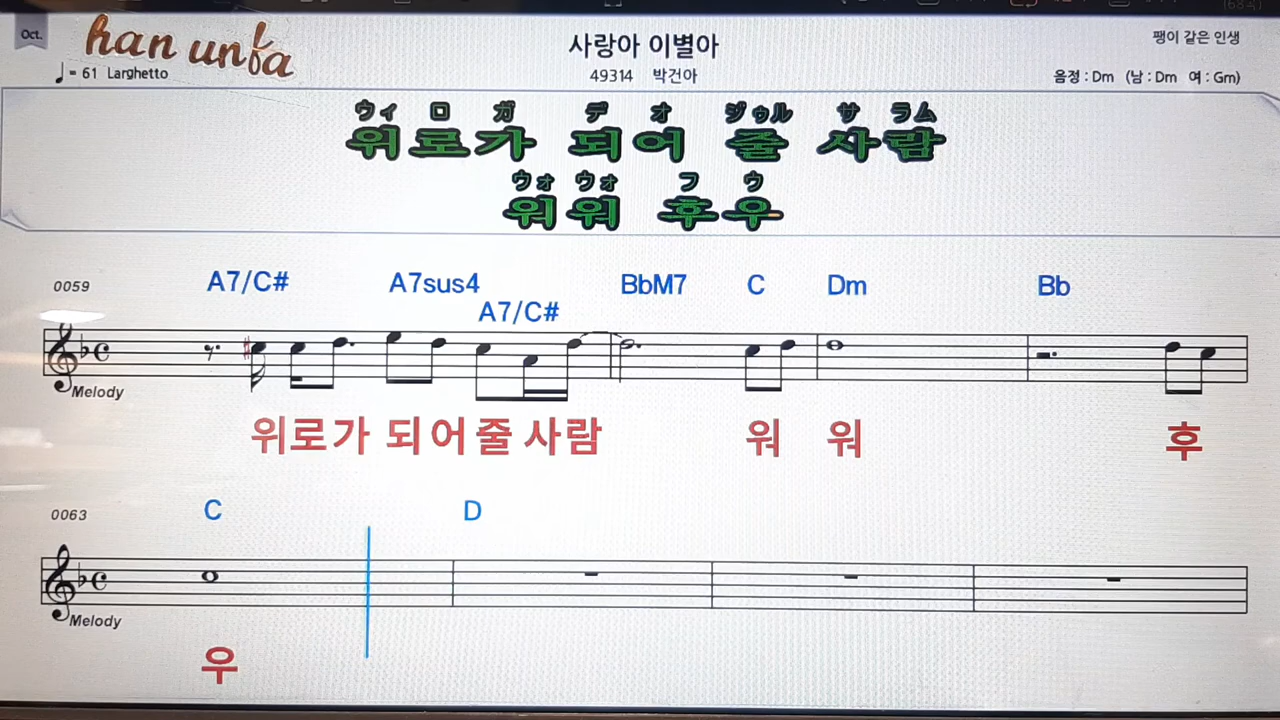 Oct.
han unba
사랑아 이별아
팽이 같은 인생
♩= 61 Larghetto
49314 박건아
음정 : Dm (남 : Dm 여 : Gm)
ウィ ロ ガ デ オ ジゥル サ ラム
위로가 되어 줄 사람
ウォ ウォ フ ウ
워 워 후 우
0059
A7/C# A7sus4 BbM7 C Dm Bb
A7/C#
Melody
위로가 되어줄 사람 워 워 후
0063
C D
Melody
우